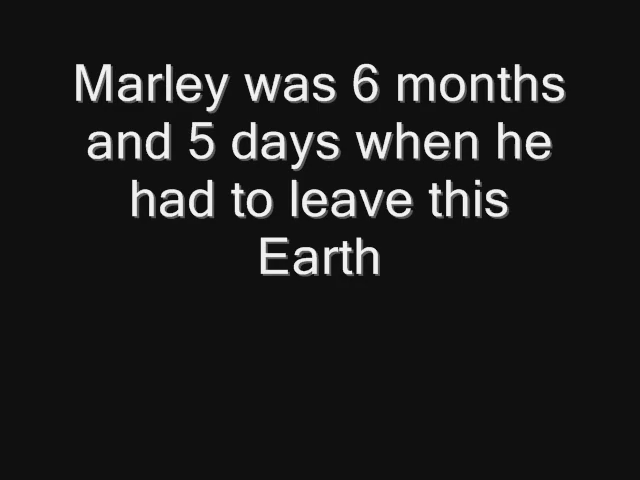 Marley was 6 months
and 5 days when he
had to leave this
Earth